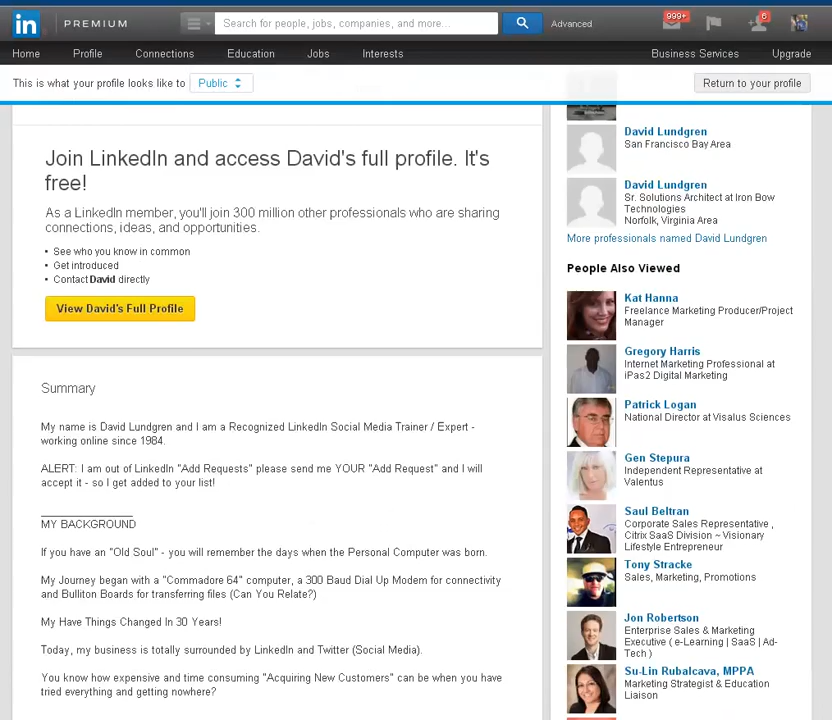 in PREMIUM
Search for people, jobs, companies, and more...
Advanced
999+
6
Home Profile Connections Education Jobs Interests Business Services Upgrade
This is what your profile looks like to Public
Return to your profile
Join LinkedIn and access David's full profile. It's
free!
As a LinkedIn member, you'll join 300 million other professionals who are sharing
connections, ideas, and opportunities.
• See who you know in common
• Get introduced
• Contact David directly
View David's Full Profile
Summary
My name is David Lundgren and I am a Recognized LinkedIn Social Media Trainer / Expert -
working online since 1984.
ALERT: I am out of LinkedIn "Add Requests" please send me YOUR "Add Request" and I will
accept it - so I get added to your list!
MY BACKGROUND
If you have an "Old Soul" - you will remember the days when the Personal Computer was born.
My Journey began with a "Commadore 64" computer, a 300 Baud Dial Up Modem for connectivity
and Bulliton Boards for transferring files (Can You Relate?)
My Have Things Changed In 30 Years!
Today, my business is totally surrounded by LinkedIn and Twitter (Social Media).
You know how expensive and time consuming "Acquiring New Customers" can be when you have
tried everything and getting nowhere?
David Lundgren
San Francisco Bay Area
David Lundgren
Sr. Solutions Architect at Iron Bow
Technologies
Norfolk, Virginia Area
More professionals named David Lundgren
People Also Viewed
Kat Hanna
Freelance Marketing Producer/Project
Manager
Gregory Harris
Internet Marketing Professional at
iPas2 Digital Marketing
Patrick Logan
National Director at Visalus Sciences
Gen Stepura
Independent Representative at
Valentus
Saul Beltran
Corporate Sales Representative ,
Citrix SaaS Division ~ Visionary
Lifestyle Entrepreneur
Tony Stracke
Sales, Marketing, Promotions
Jon Robertson
Enterprise Sales & Marketing
Executive ( e-Learning | SaaS | Ad-
Tech )
Su-Lin Rubalcava, MPPA
Marketing Strategist & Education
Liaison